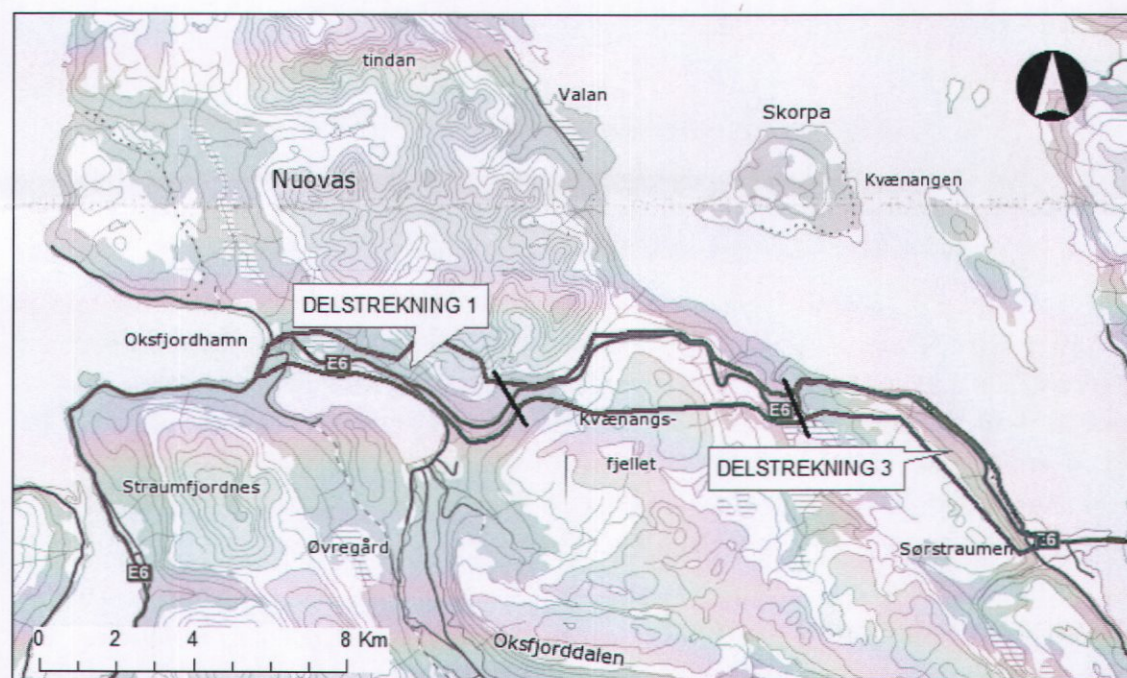 tindan
Valan
Skorpa
Nuovas
Kvænangen
DELSTREKNING 1
Oksfjordhamn
E6
E6
Kvænangs-
fjellet
DELSTREKNING 3
Straumfjordnes
Øvregård
Sørstraumen
E6
E6
0 2 4 8 Km
Oksfjorddalen